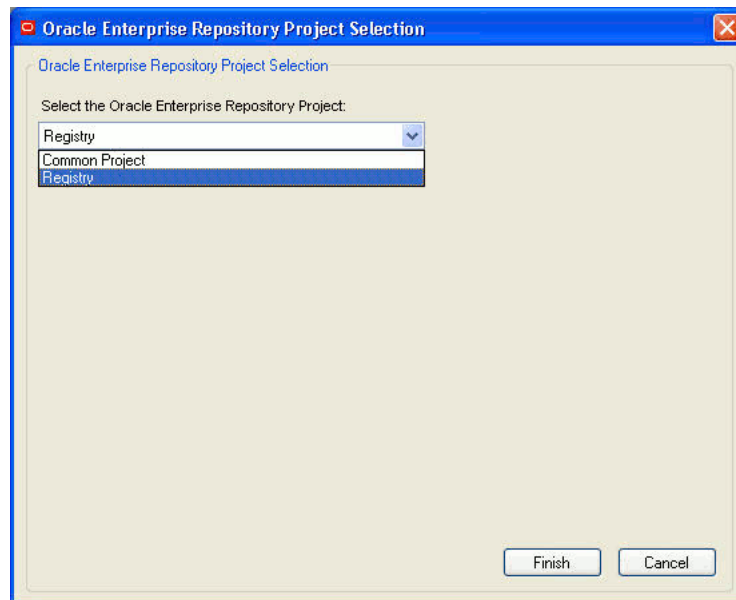 Oracle Enterprise Repository Project Selection
Oracle Enterprise Repository Project Selection
Select the Oracle Enterprise Repository Project:
Registry
Common Project
Registry
Finish Cancel